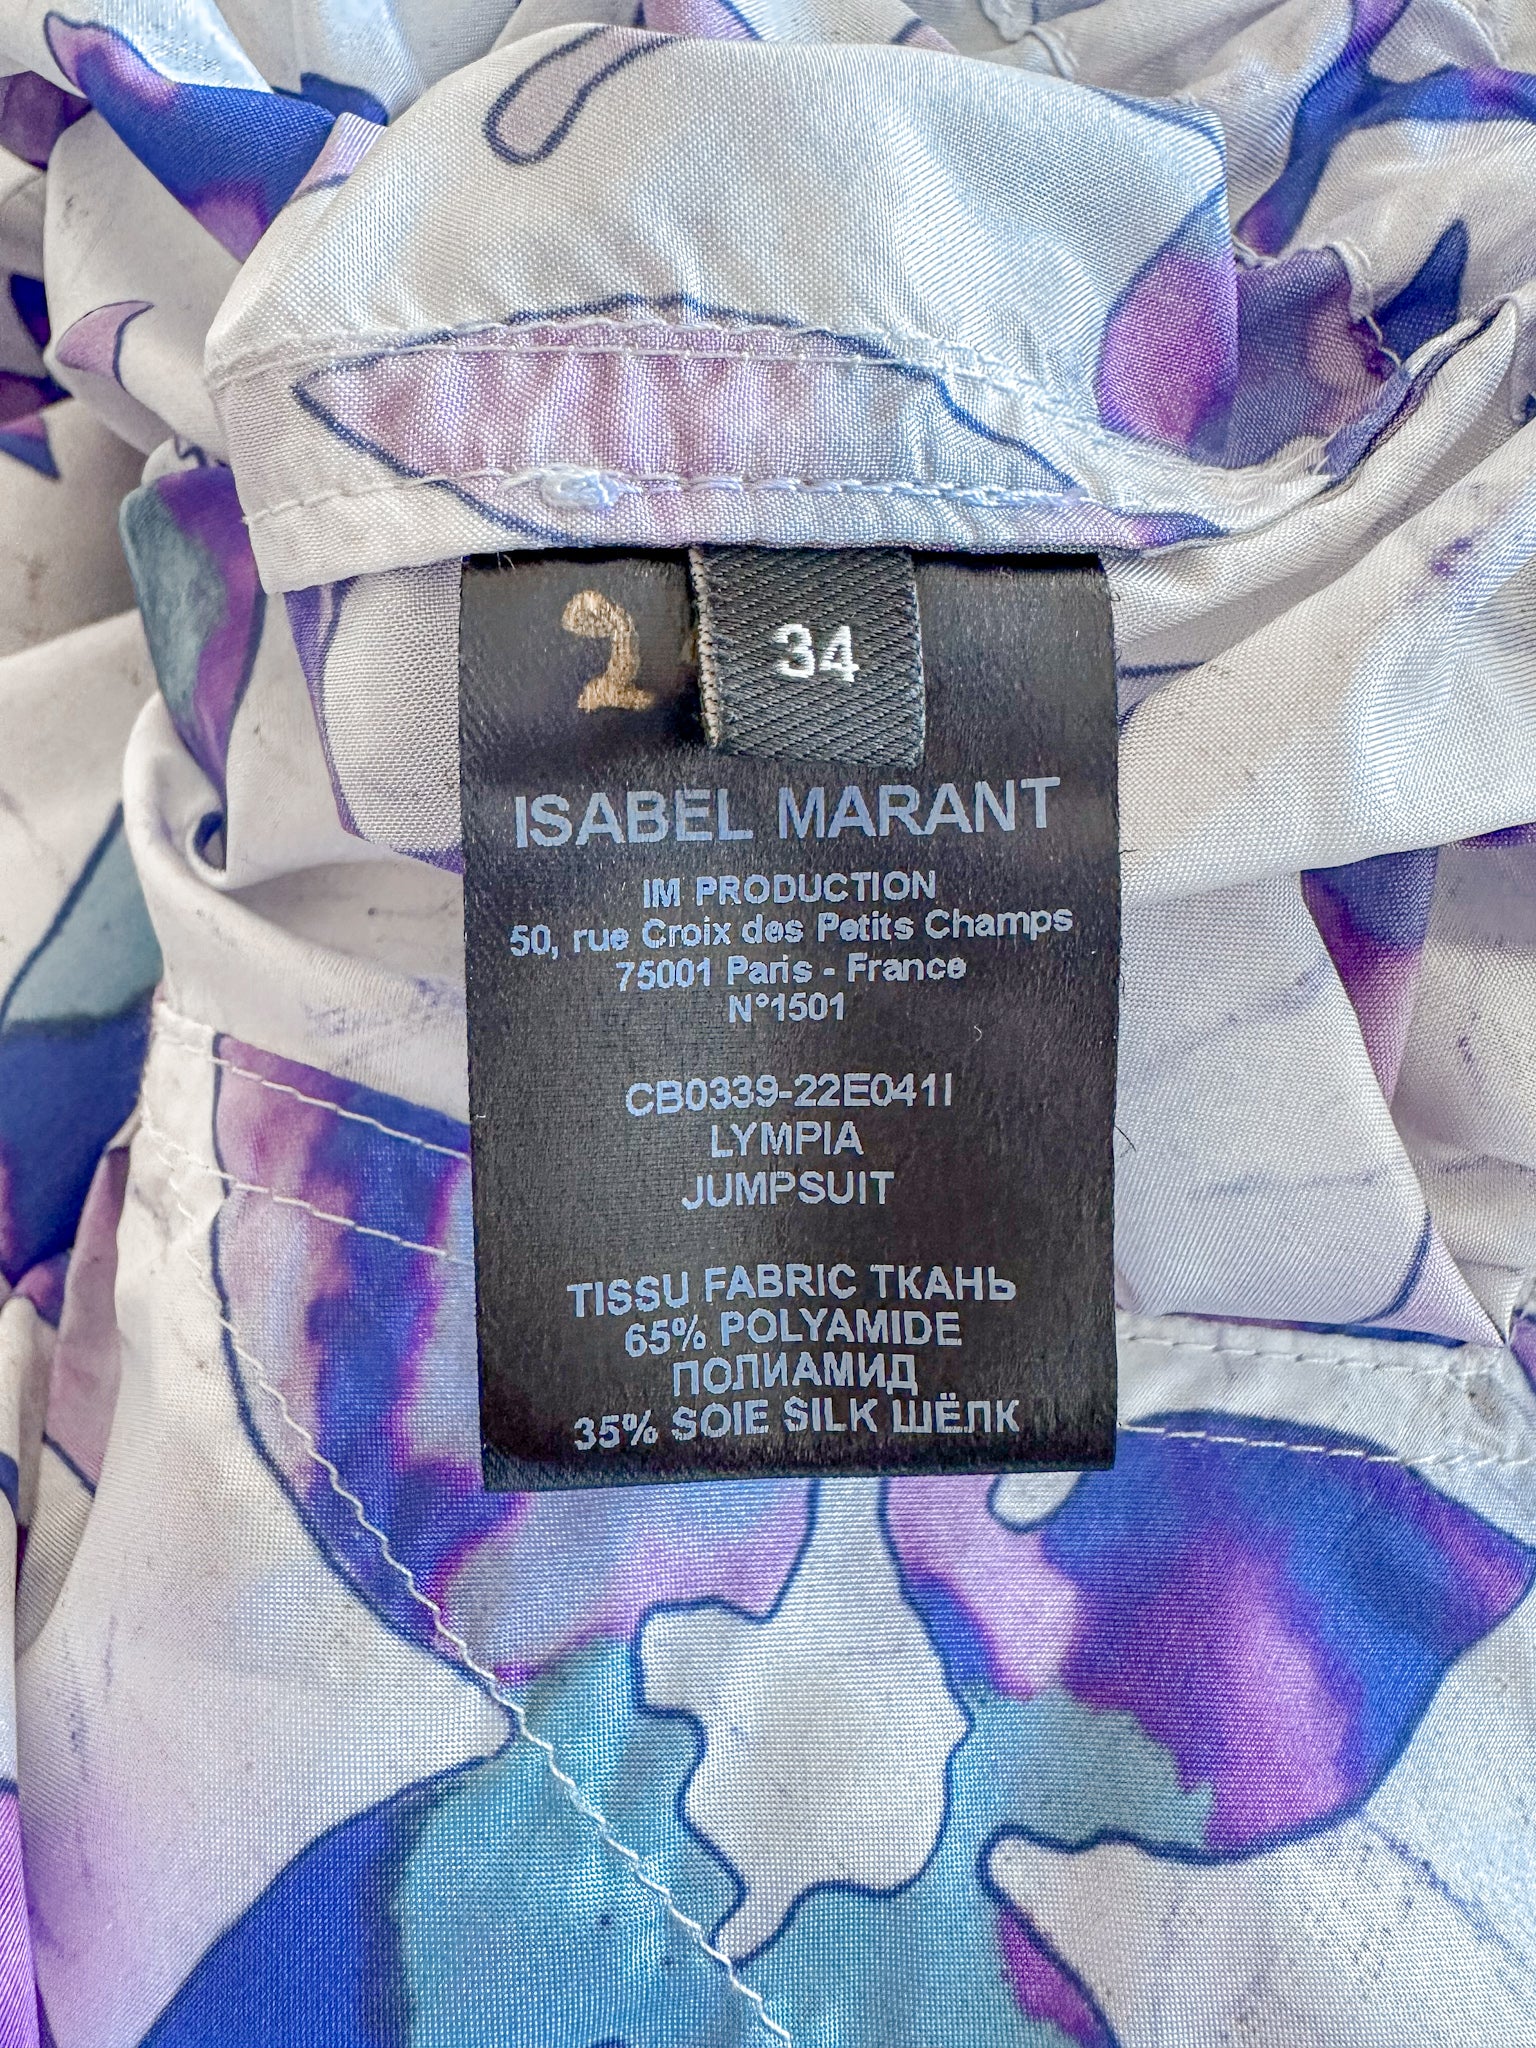 2
34
ISABEL MARANT
IM PRODUCTION
50, rue Croix des Petits Champs
75001 Paris - France
N°1501
CB0339-22E041I
LYMPIA
JUMPSUIT
TISSU FABRIC ТКАНЬ
65% POLYAMIDE
ПОЛИАМИД
35% SOIE SILK ШЁЛК